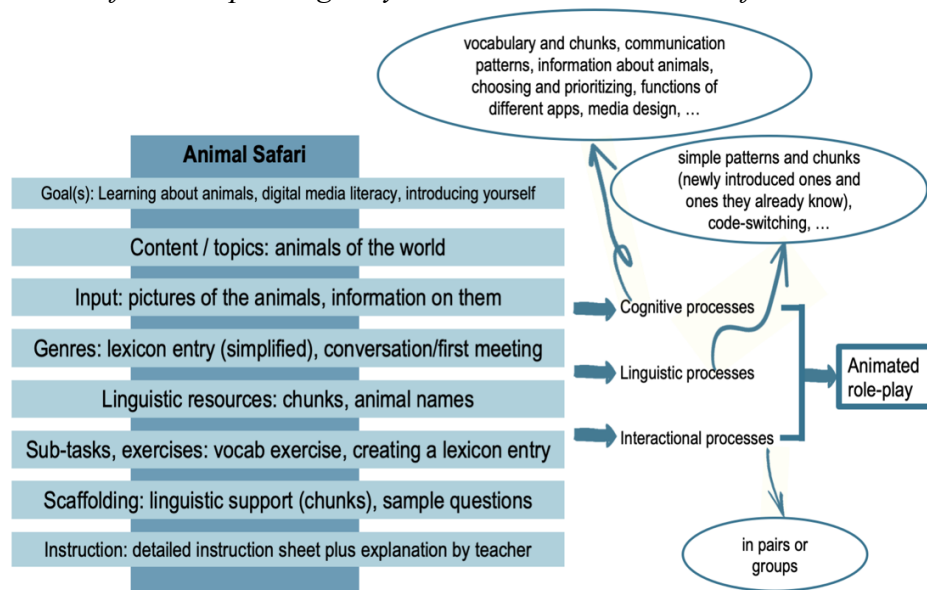 vocabulary and chunks, communication
patterns, information about animals,
choosing and prioritizing, functions of
different apps, media design, ...
simple patterns and chunks
(newly introduced ones and
ones they already know),
code-switching, ...
Animal Safari
Goal(s): Learning about animals, digital media literacy, introducing yourself
Content / topics: animals of the world
Input: pictures of the animals, information on them
Genres: lexicon entry (simplified), conversation/first meeting
Linguistic resources: chunks, animal names
Sub-tasks, exercises: vocab exercise, creating a lexicon entry
Scaffolding: linguistic support (chunks), sample questions
Instruction: detailed instruction sheet plus explanation by teacher
Cognitive processes
Linguistic processes
Interactional processes
Animated
role-play
in pairs or
groups